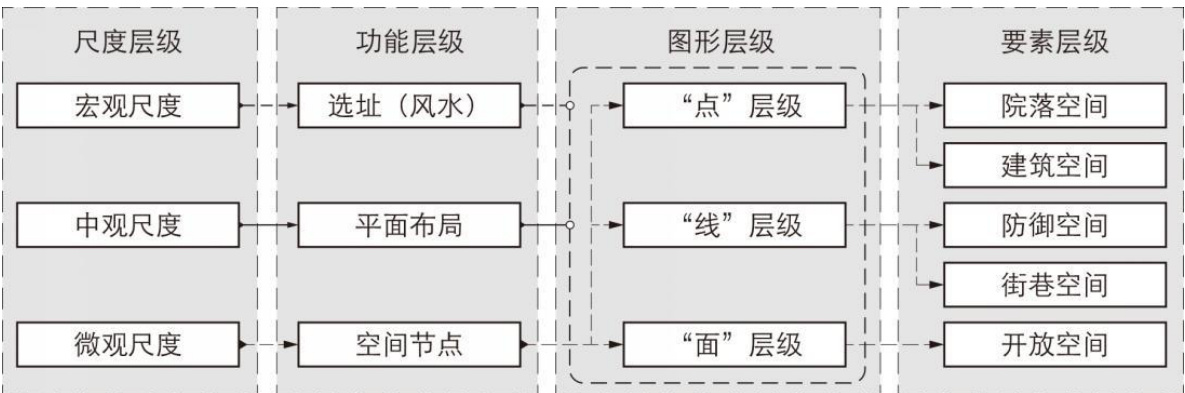 尺度层级
功能层级
图形层级
要素层级
宏观尺度
选址（风水）
“点”层级
院落空间
建筑空间
中观尺度
平面布局
“线”层级
防御空间
街巷空间
微观尺度
空间节点
“面”层级
开放空间